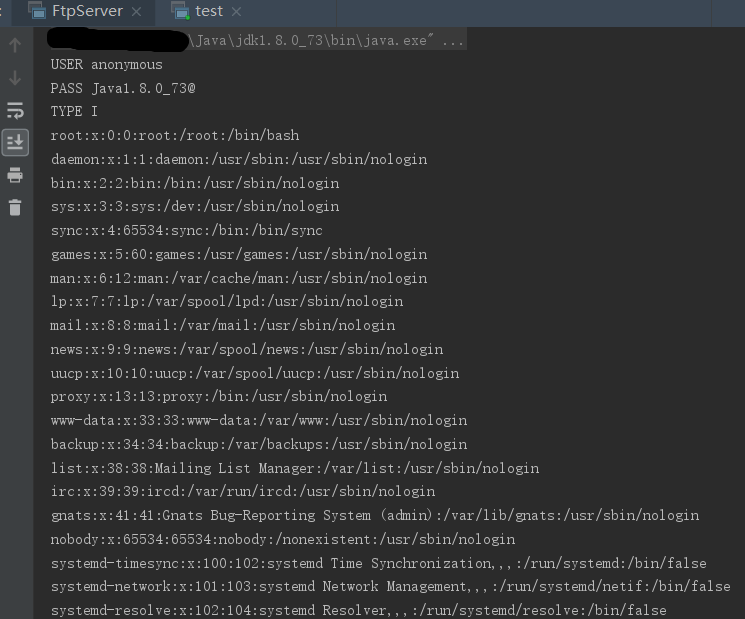 FtpServer test
\Java\jdk1.8.0_73\bin\java.exe" ...
USER anonymous
PASS Java1.8.0_73@
TYPE I
root:x:0:0:root:/root:/bin/bash
daemon:x:1:1:daemon:/usr/sbin:/usr/sbin/nologin
bin:x:2:2:bin:/bin:/usr/sbin/nologin
sys:x:3:3:sys:/dev:/usr/sbin/nologin
sync:x:4:65534:sync:/bin:/bin/sync
games:x:5:60:games:/usr/games:/usr/sbin/nologin
man:x:6:12:man:/var/cache/man:/usr/sbin/nologin
lp:x:7:7:lp:/var/spool/lpd:/usr/sbin/nologin
mail:x:8:8:mail:/var/mail:/usr/sbin/nologin
news:x:9:9:news:/var/spool/news:/usr/sbin/nologin
uucp:x:10:10:uucp:/var/spool/uucp:/usr/sbin/nologin
proxy:x:13:13:proxy:/bin:/usr/sbin/nologin
www-data:x:33:33:www-data:/var/www:/usr/sbin/nologin
backup:x:34:34:backup:/var/backups:/usr/sbin/nologin
list:x:38:38:Mailing List Manager:/var/list:/usr/sbin/nologin
irc:x:39:39:ircd:/var/run/ircd:/usr/sbin/nologin
gnats:x:41:41:Gnats Bug-Reporting System (admin):/var/lib/gnats:/usr/sbin/nologin
nobody:x:65534:65534:nobody:/nonexistent:/usr/sbin/nologin
systemd-timesync:x:100:102:systemd Time Synchronization,,,:/run/systemd:/bin/false
systemd-network:x:101:103:systemd Network Management,,,:/run/systemd/netif:/bin/false
systemd-resolve:x:102:104:systemd Resolver,,,:/run/systemd/resolve:/bin/false